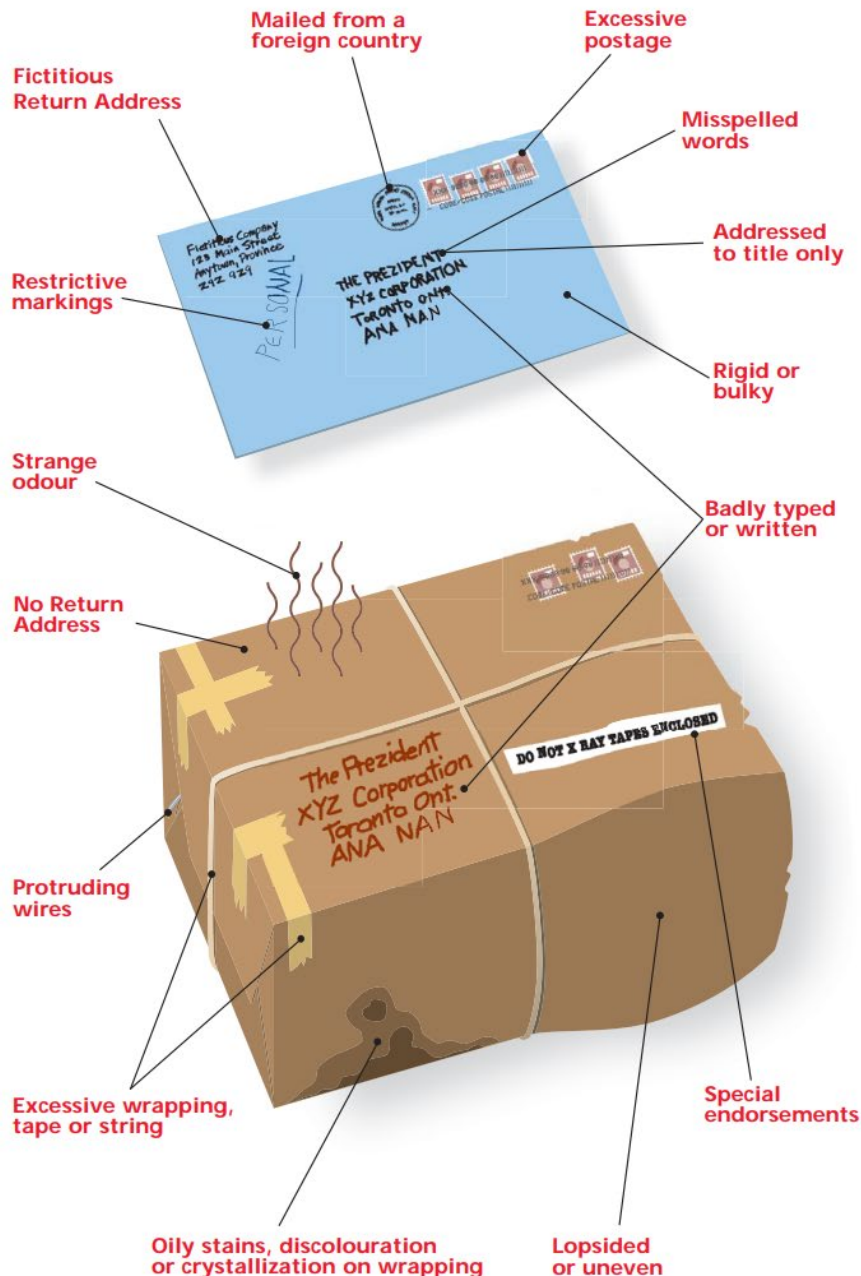 Mailed from a
foreign country
Excessive
postage
Fictitious
Return Address
Misspelled
words
Addressed
to title only
Restrictive
markings
Rigid or
bulky
Fictitious Company
123 Main Street
Anytown, Province
Z9Z 9Z9
PERSONAL
THE PREZIDENT
XYZ CORPORATION
TORONTO ONT.
ANA NAN
Strange
odour
Badly typed
or written
No Return
Address
The Prezident
XYZ Corporation
Toronto Ont.
ANA NAN
DO NOT X RAY TAPES ENCLOSED
Protruding
wires
Excessive wrapping,
tape or string
Special
endorsements
Oily stains, discolouration
or crystallization on wrapping
Lopsided
or uneven